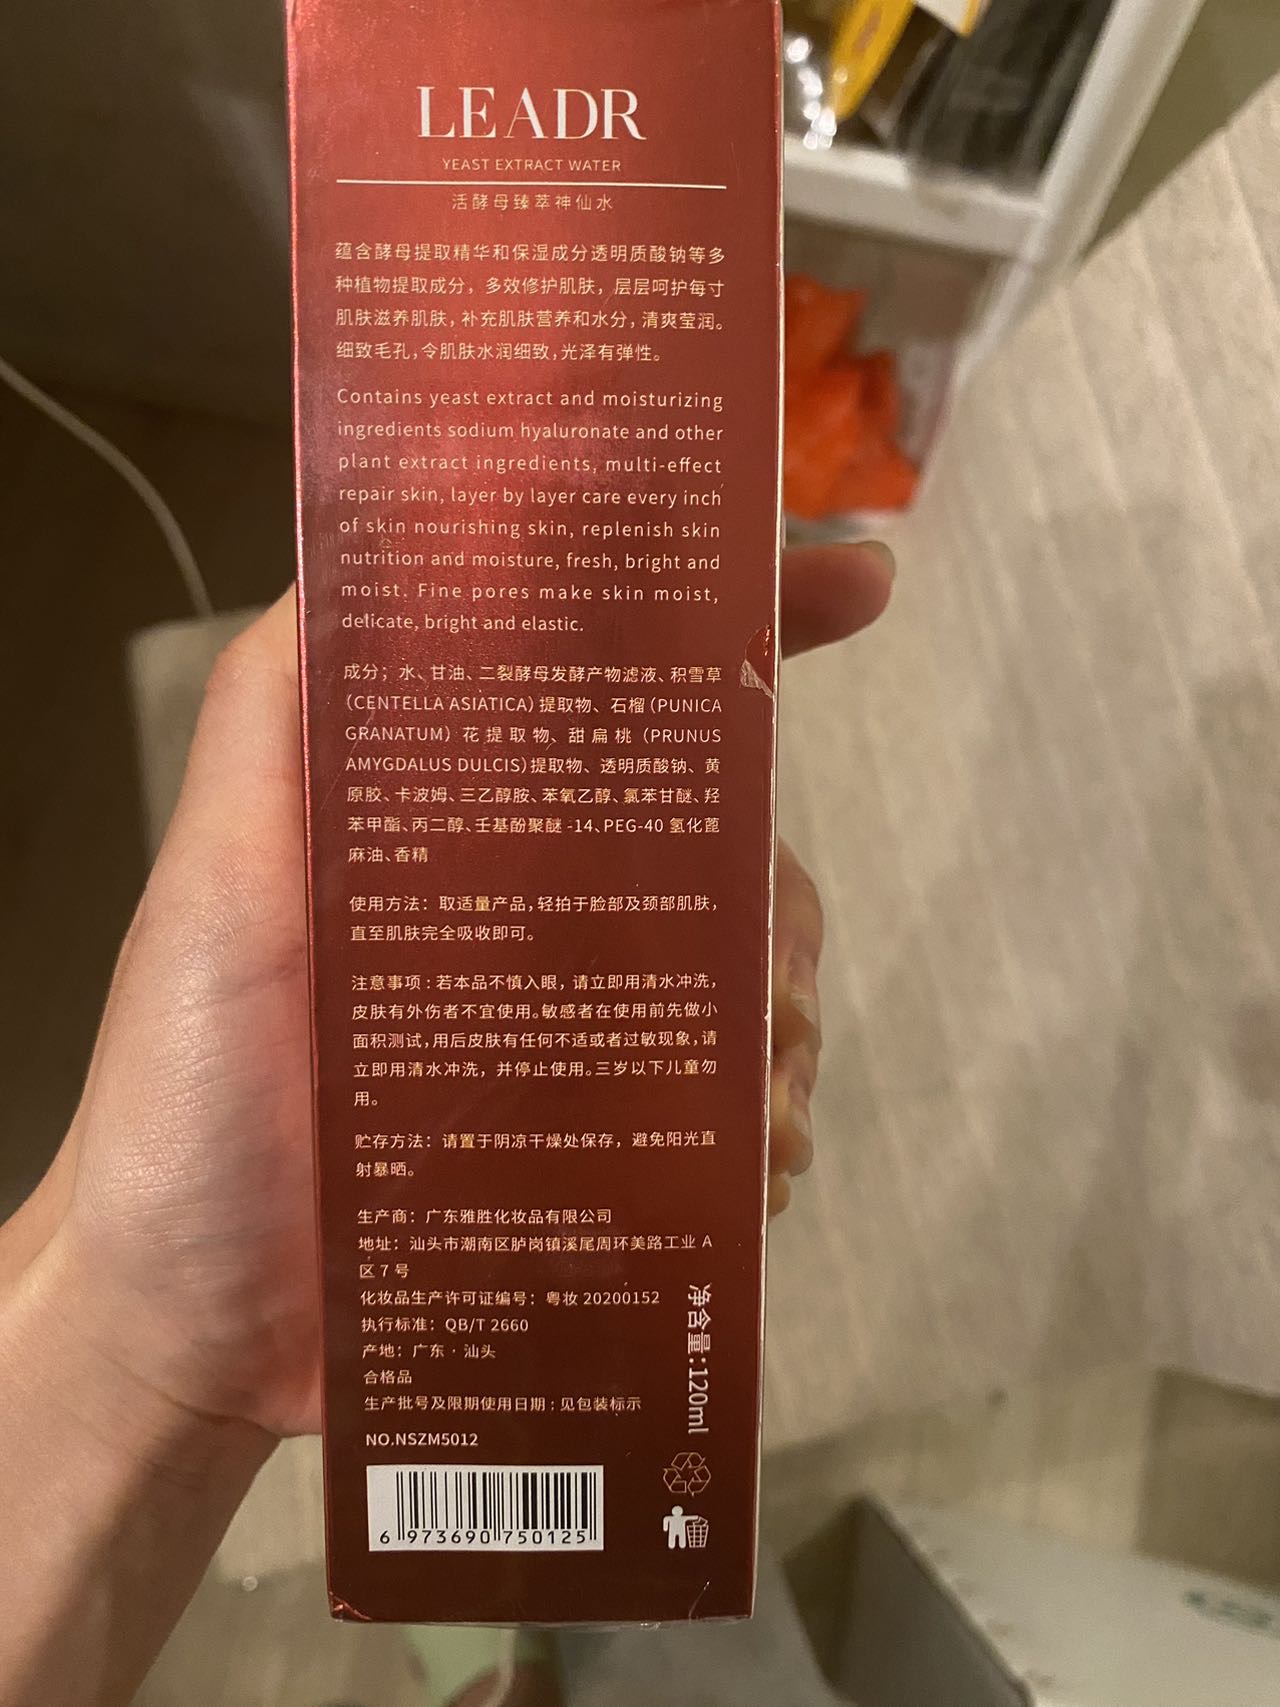 LEADR
YEAST EXTRACT WATER
活酵母臻萃神仙水
蕴含酵母提取精华和保湿成分透明质酸钠等多
种植物提取成分，多效修护肌肤，层层呵护每寸
肌肤滋养肌肤，补充肌肤营养和水分，清爽莹润。
细致毛孔，令肌肤水润细致，光泽有弹性。
Contains yeast extract and moisturizing
ingredients sodium hyaluronate and other
plant extract ingredients, multi-effect
repair skin, layer by layer care every inch
of skin nourishing skin, replenish skin
nutrition and moisture, fresh, bright and
moist. Fine pores make skin moist,
delicate, bright and elastic.
成分；水、甘油、二裂酵母发酵产物滤液、积雪草
（CENTELLA ASIATICA）提取物、石榴（PUNICA
GRANATUM）花提取物、甜扁桃（PRUNUS
AMYGDALUS DULCIS）提取物、透明质酸钠、黄
原胶、卡波姆、三乙醇胺、苯氧乙醇、氯苯甘醚、羟
苯甲酯、丙二醇、壬基酚聚醚 -14、PEG-40 氢化蓖
麻油、香精
使用方法：取适量产品，轻拍于脸部及颈部肌肤，
直至肌肤完全吸收即可。
注意事项：若本品不慎入眼，请立即用清水冲洗，
皮肤有外伤者不宜使用。敏感者在使用前先做小
面积测试，用后皮肤有任何不适或者过敏现象，请
立即用清水冲洗，并停止使用。三岁以下儿童勿
用。
贮存方法：请置于阴凉干燥处保存，避免阳光直
射暴晒。
生产商：广东雅胜化妆品有限公司
地址：汕头市潮南区胪岗镇溪尾周环美路工业 A
区 7 号
化妆品生产许可证编号：粤妆 20200152
执行标准：QB/T 2660
产地：广东·汕头
合格品
生产批号及限期使用日期：见包装标示
净含量：120ml
NO.NSZM5012
6 973690 750125